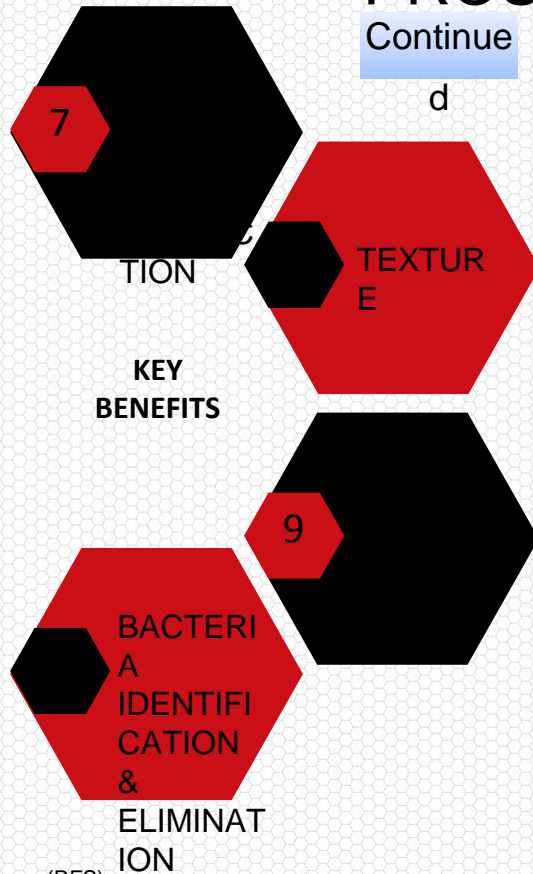 Continue
d
7
TION
TEXTUR
E
KEY
BENEFITS
9
BACTERI
A
IDENTIFI
CATION
&
ELIMINAT
ION